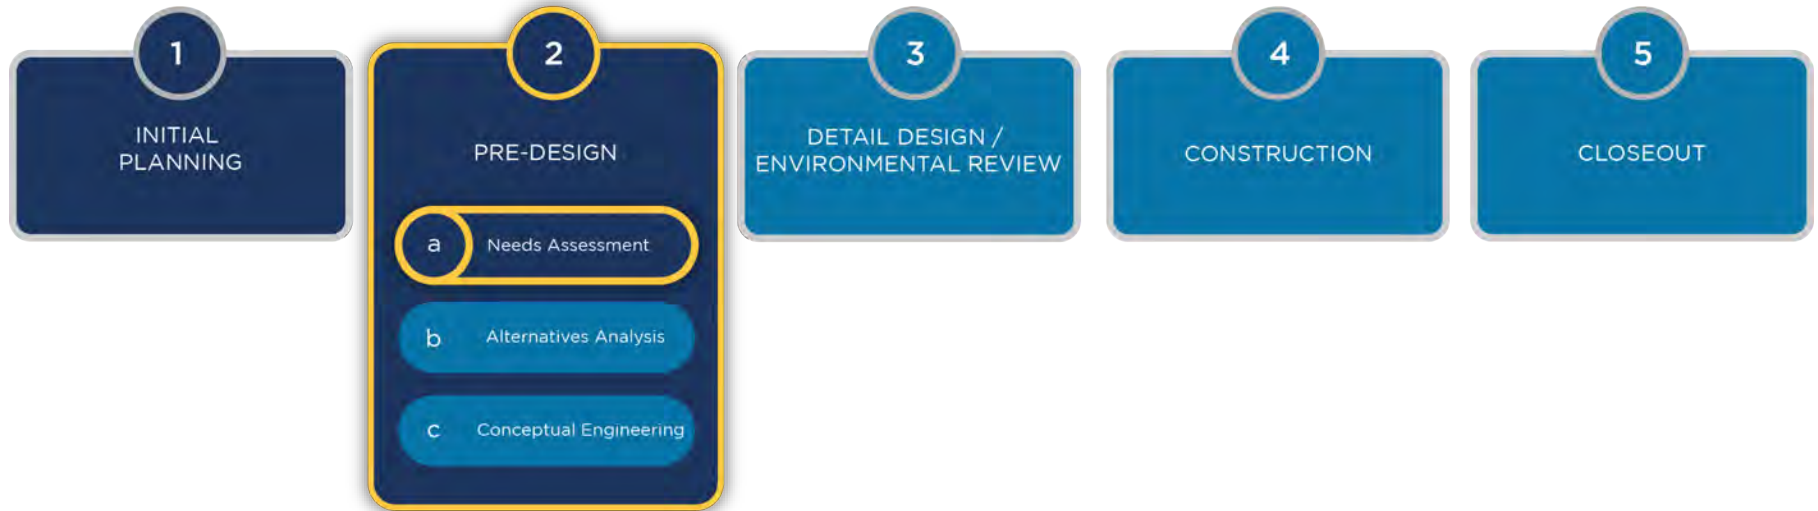 1
INITIAL
PLANNING
2
PRE-DESIGN
a Needs Assessment
b Alternatives Analysis
c Conceptual Engineering
3
DETAIL DESIGN /
ENVIRONMENTAL REVIEW
4
CONSTRUCTION
5
CLOSEOUT